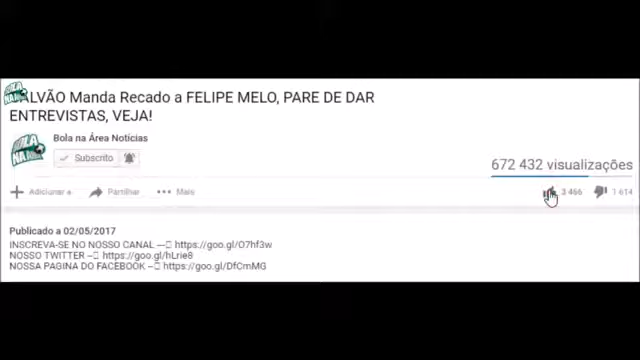 GALVÃO Manda Recado a FELIPE MELO, PARE DE DAR
ENTREVISTAS, VEJA!
Bola na Área Notícias
Subscrito
672 432 visualizações
Adicionar a
Partilhar
Mais
3 466
1 614
Publicado a 02/05/2017
INSCREVA-SE NO NOSSO CANAL --- https://goo.gl/O7hf3w
NOSSO TWITTER -- https://goo.gl/hLrie8
NOSSA PAGINA DO FACEBOOK -- https://goo.gl/DfCmMG